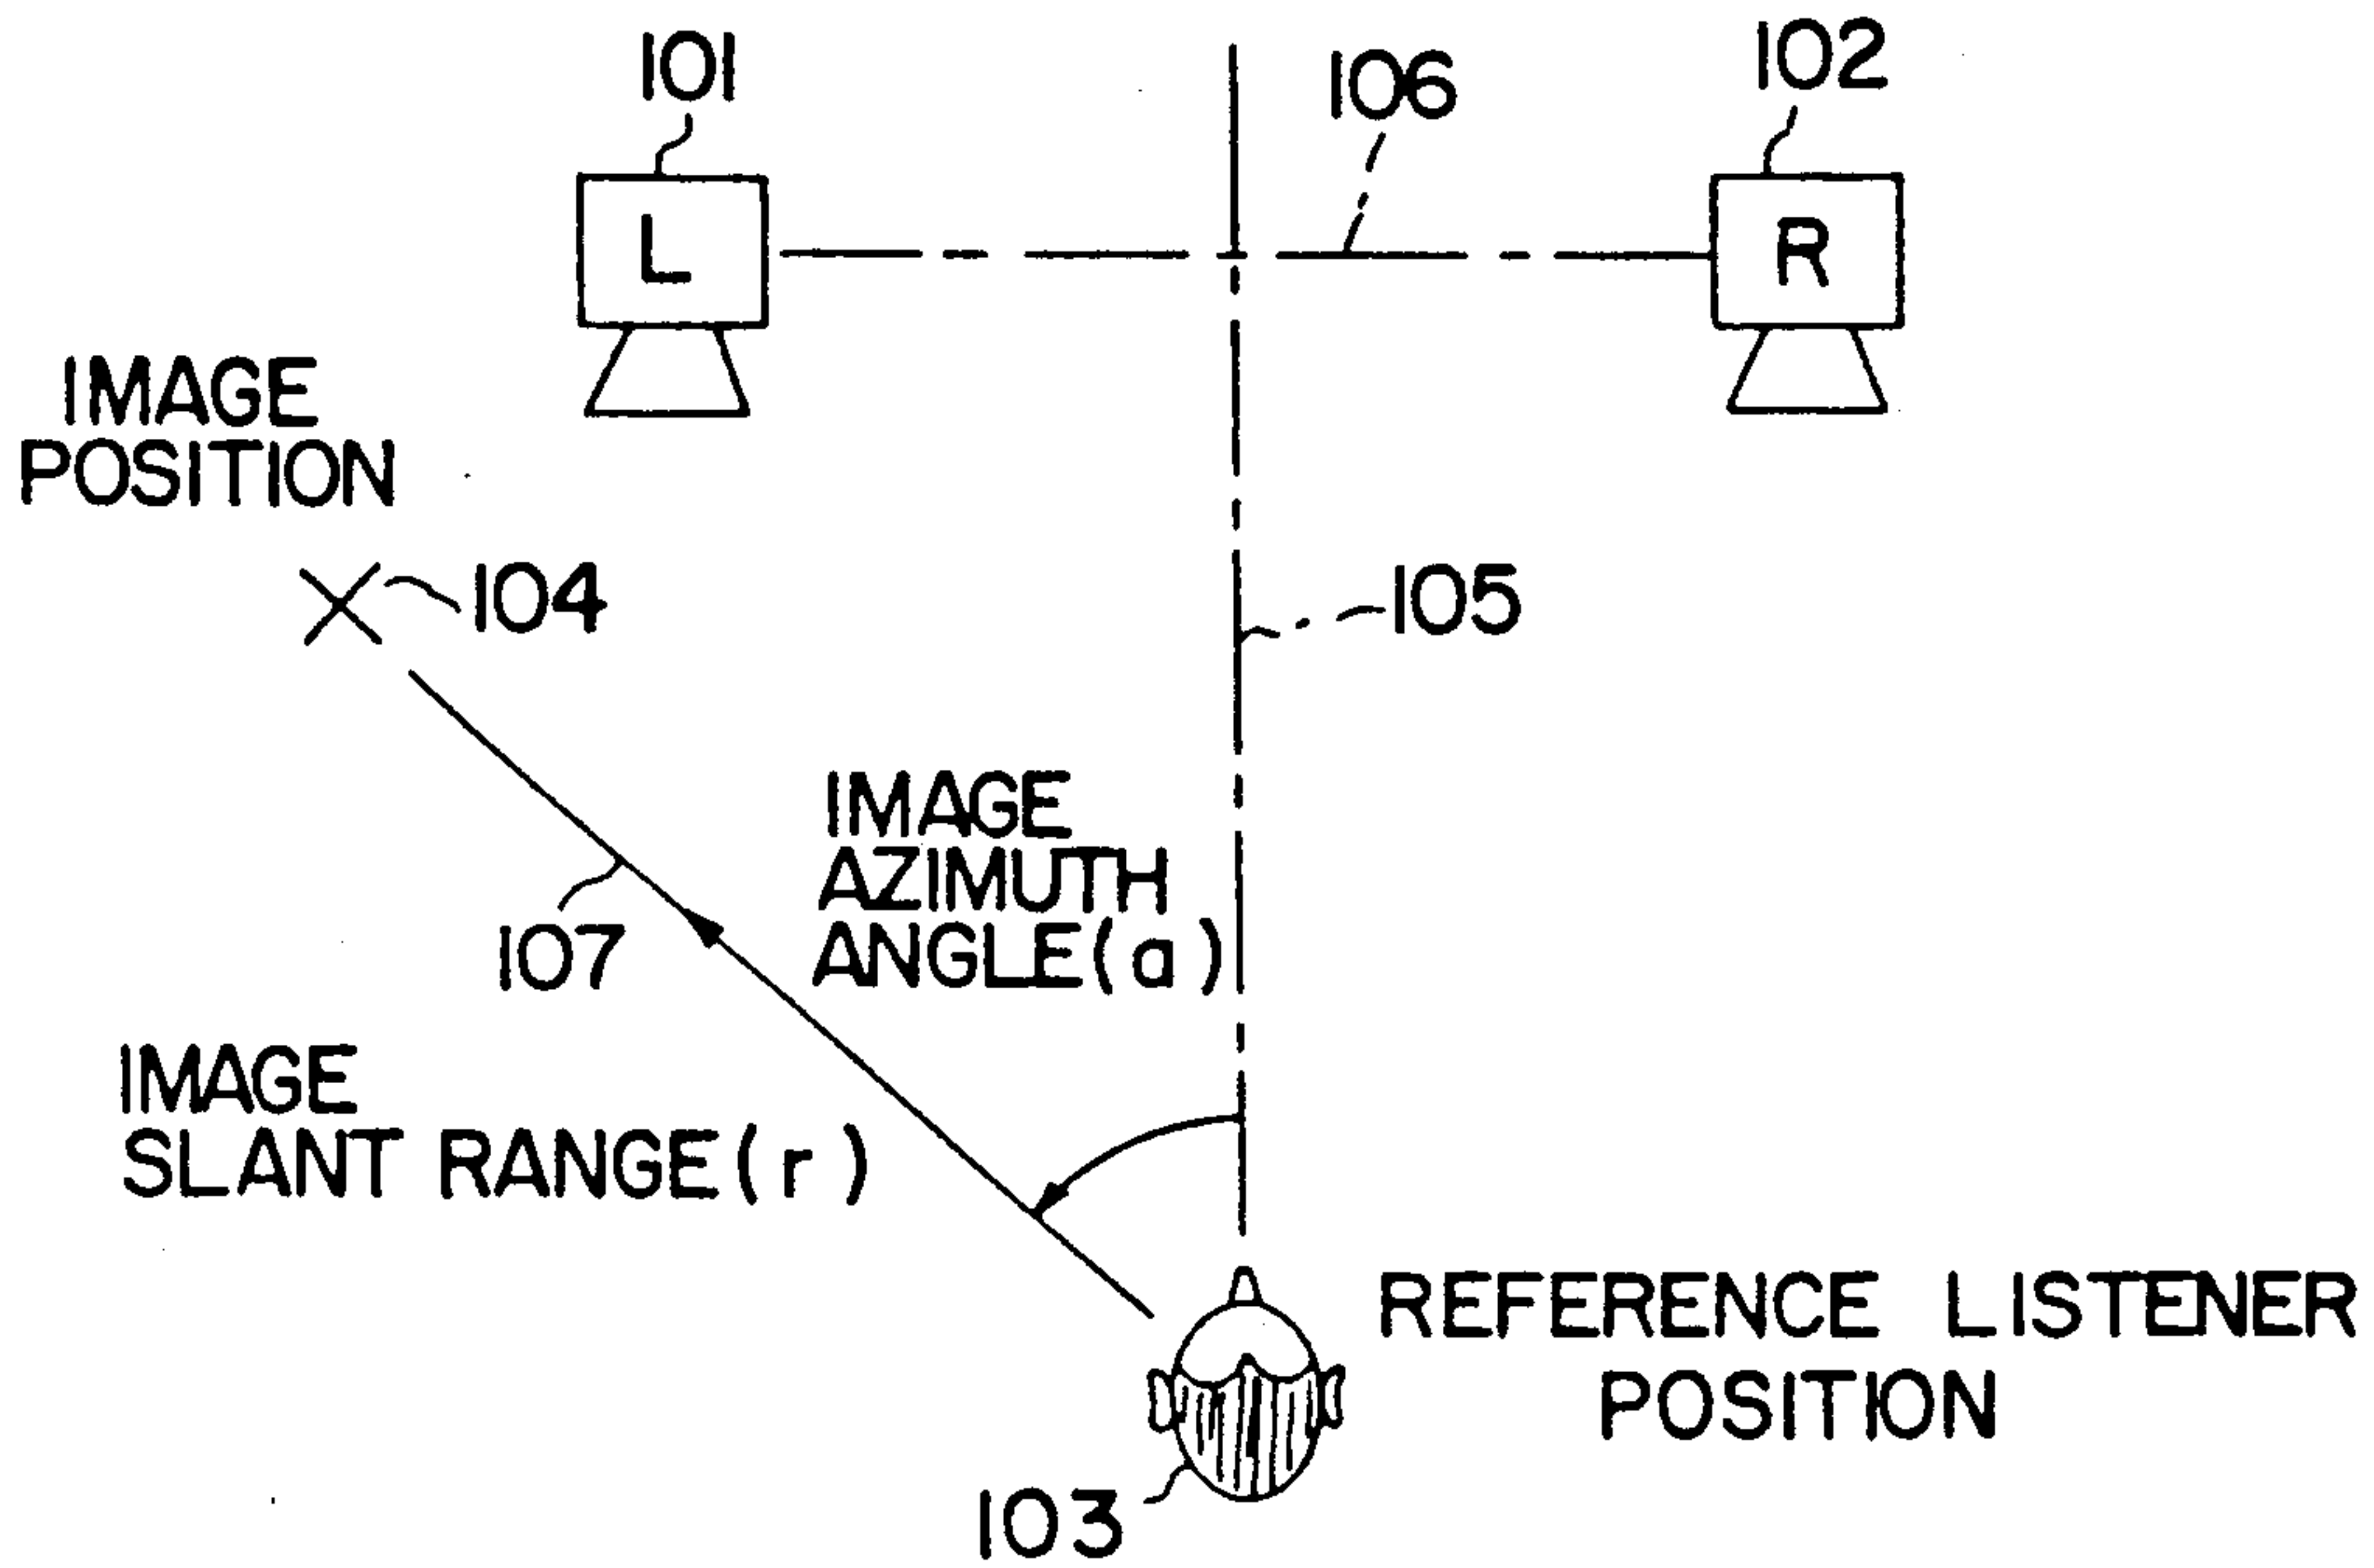 101
106
102
L
R
IMAGE
POSITION
104
105
IMAGE
AZIMUTH
ANGLE(a)
107
IMAGE
SLANT RANGE(r)
REFERENCE LISTENER
POSITION
103